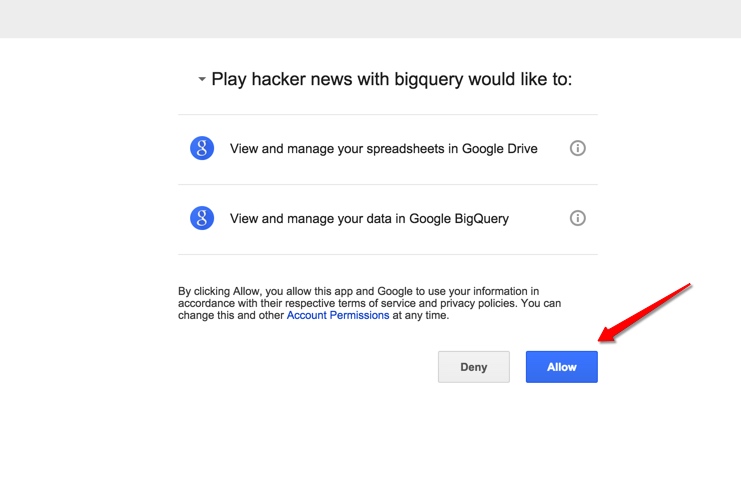 Play hacker news with bigquery would like to:
View and manage your spreadsheets in Google Drive
View and manage your data in Google BigQuery
By clicking Allow, you allow this app and Google to use your information in
accordance with their respective terms of service and privacy policies. You can
change this and other Account Permissions at any time.
Deny
Allow